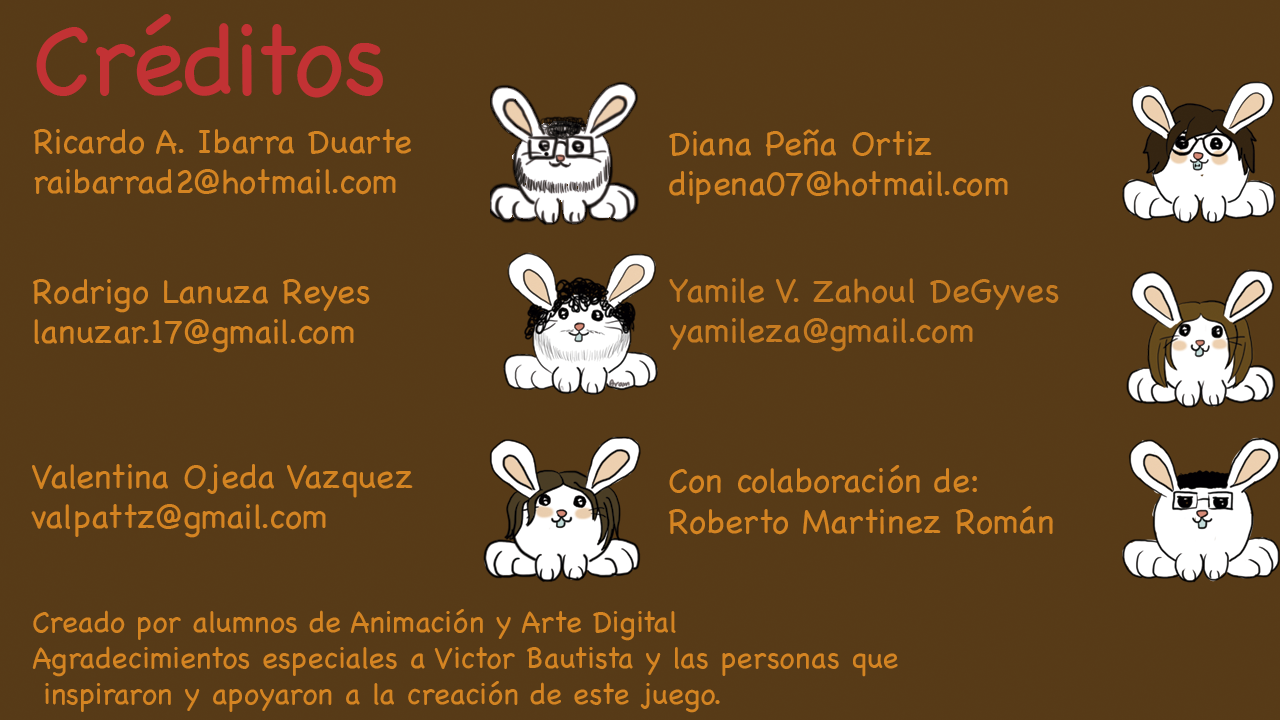 Créditos
Ricardo A. Ibarra Duarte
raibarrad2@hotmail.com
Diana Peña Ortiz
dipena07@hotmail.com
Rodrigo Lanuza Reyes
lanuzar.17@gmail.com
Yamile V. Zahoul DeGyves
yamileza@gmail.com
Valentina Ojeda Vazquez
valpattz@gmail.com
Con colaboración de:
Roberto Martinez Román
Creado por alumnos de Animación y Arte Digital
Agradecimientos especiales a Victor Bautista y las personas que
inspiraron y apoyaron a la creación de este juego.